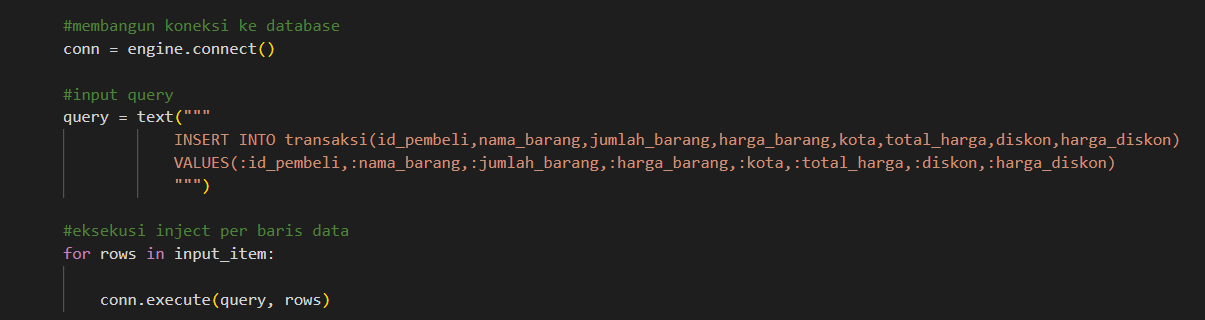 #membangun koneksi ke database
conn = engine.connect()
#input query
query = text("""
INSERT INTO transaksi(id_pembeli,nama_barang,jumlah_barang,harga_barang,kota,total_harga,diskon,harga_diskon)
VALUES(:id_pembeli,:nama_barang,:jumlah_barang,:harga_barang,:kota,:total_harga,:diskon,:harga_diskon)
""")
#eksekusi inject per baris data
for rows in input_item:
conn.execute(query, rows)